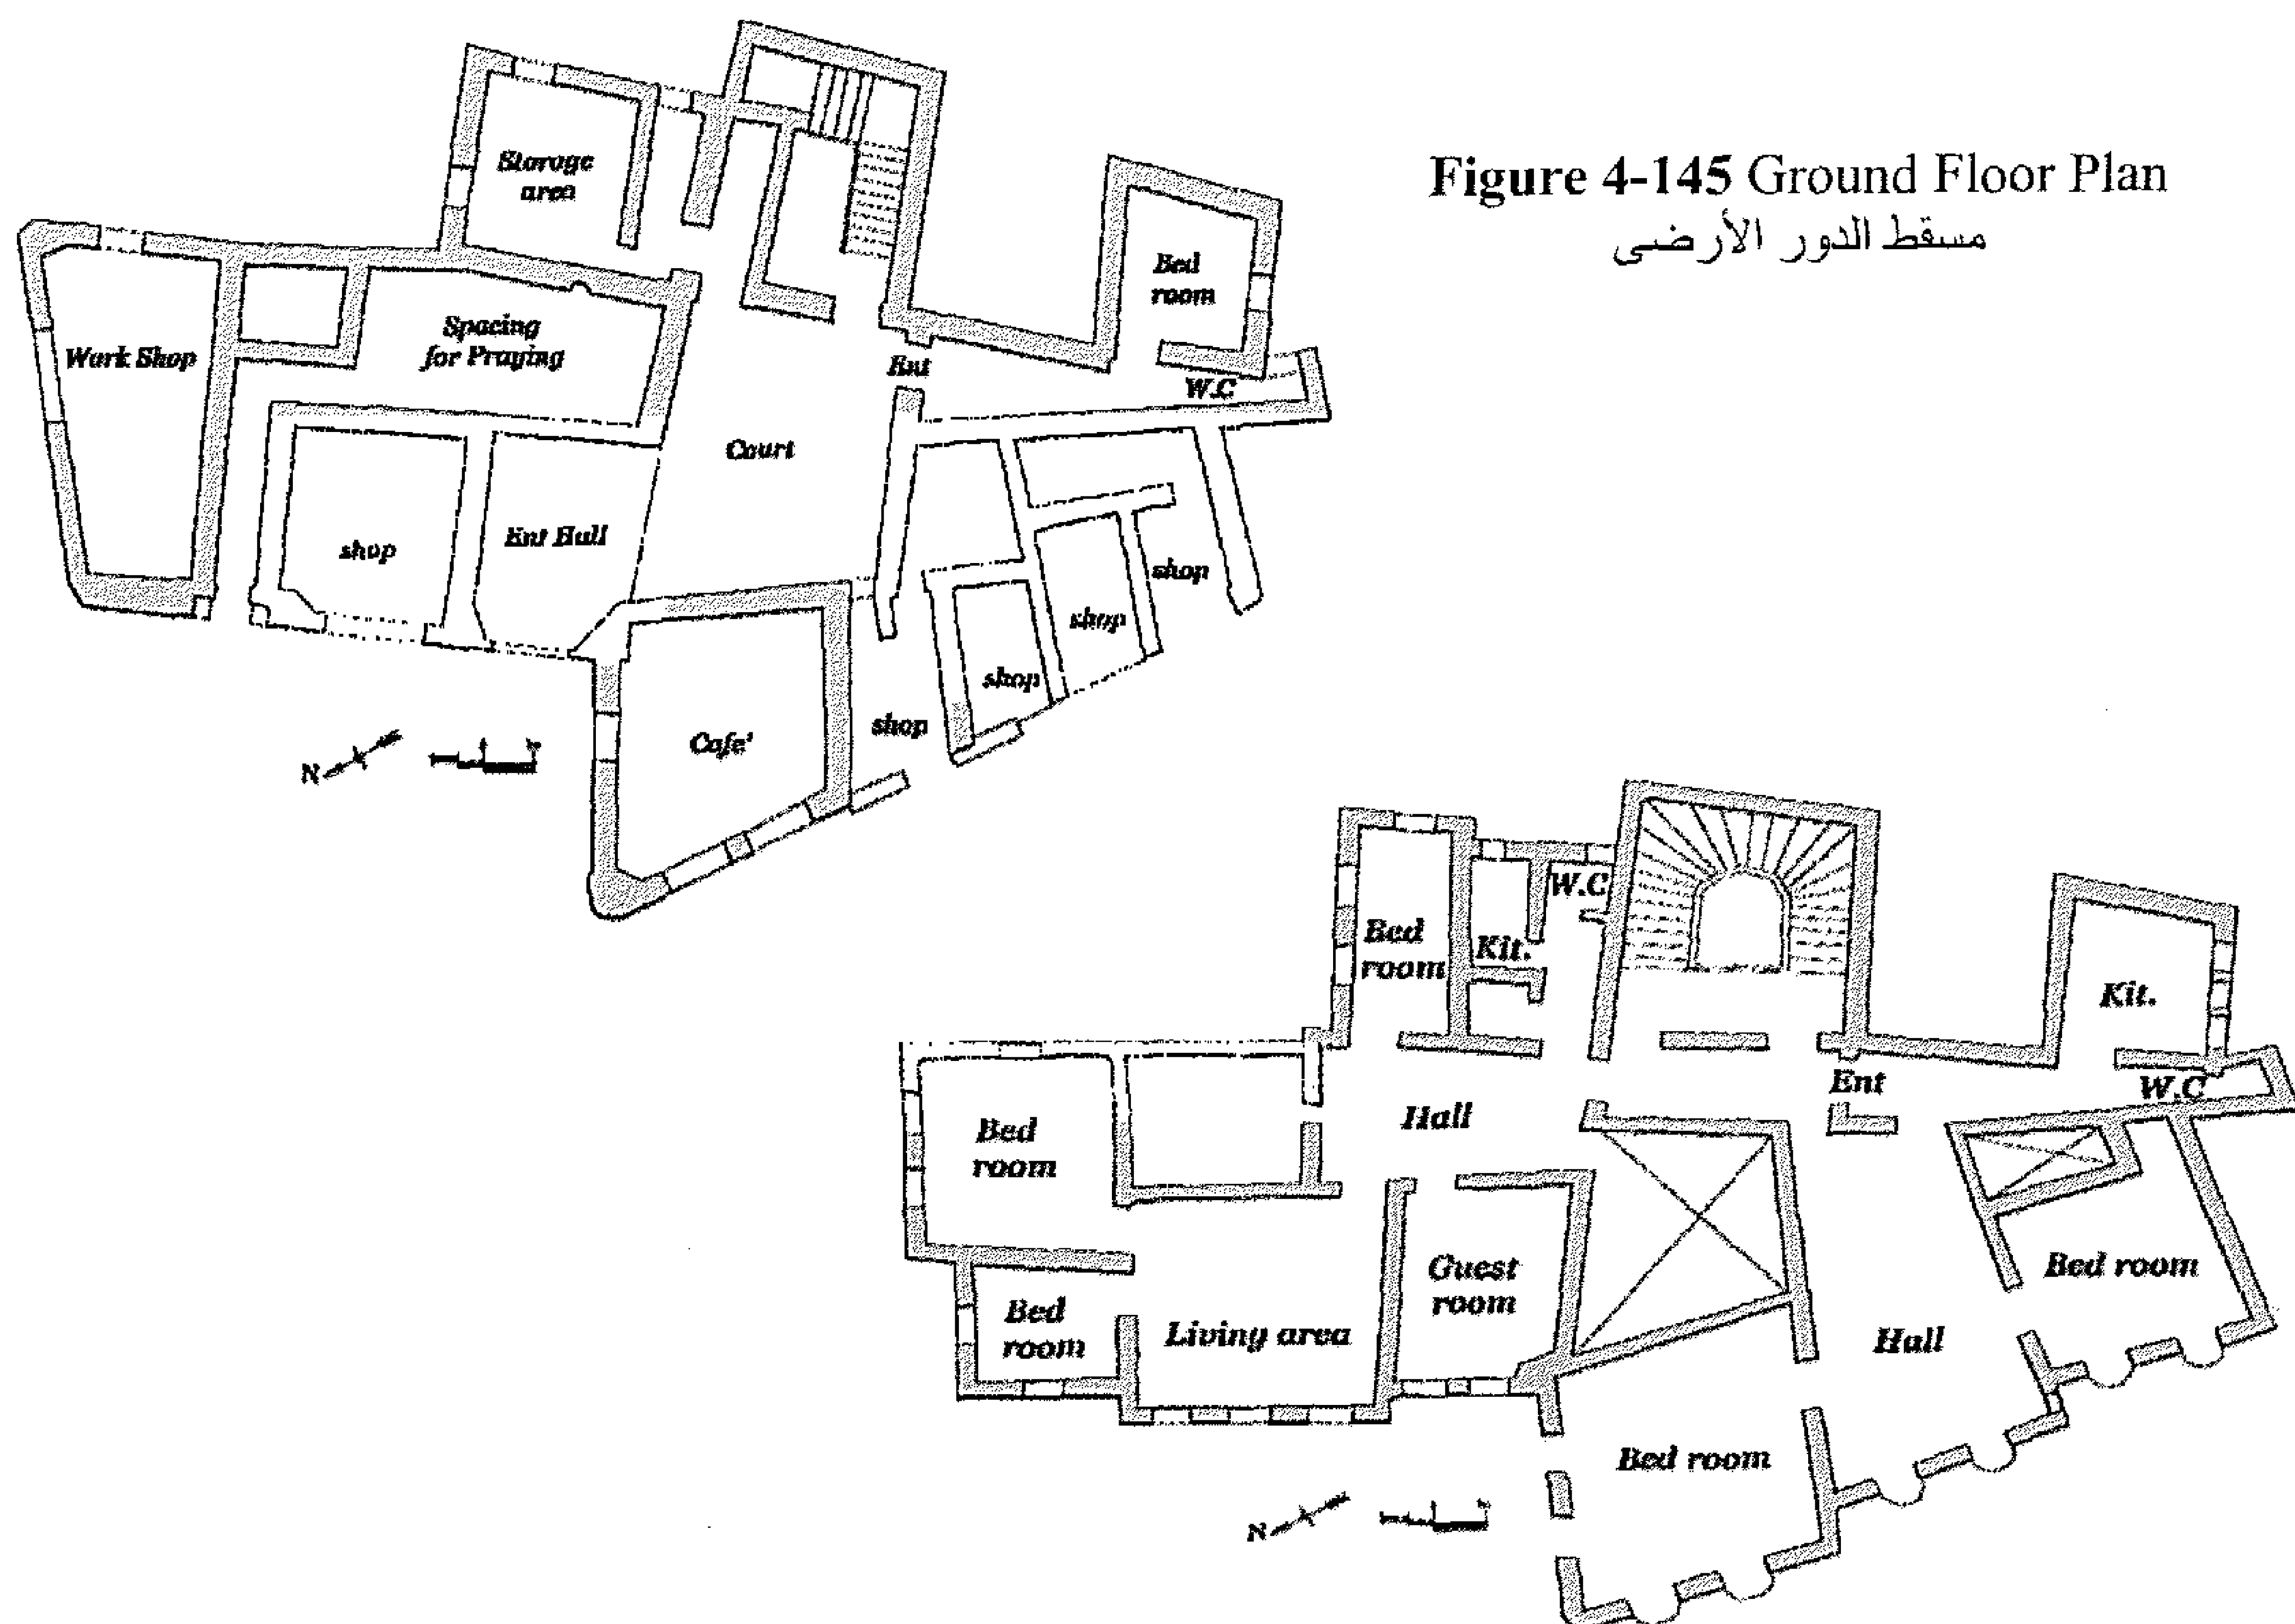 Figure 4-145 Ground Floor Plan
مسقط الدور الأرضى
Storage
area
Bed
room
Work Shop
Spacing
for Praying
Ent
W.C
Court
shop
Ent Hall
shop
shop
shop
shop
Cafe'
N
Bed
room
Kit.
W.C
Kit.
W.C
Ent
Hall
Bed
room
Guest
room
Bed room
Bed
room
Living area
Hall
Bed room
N